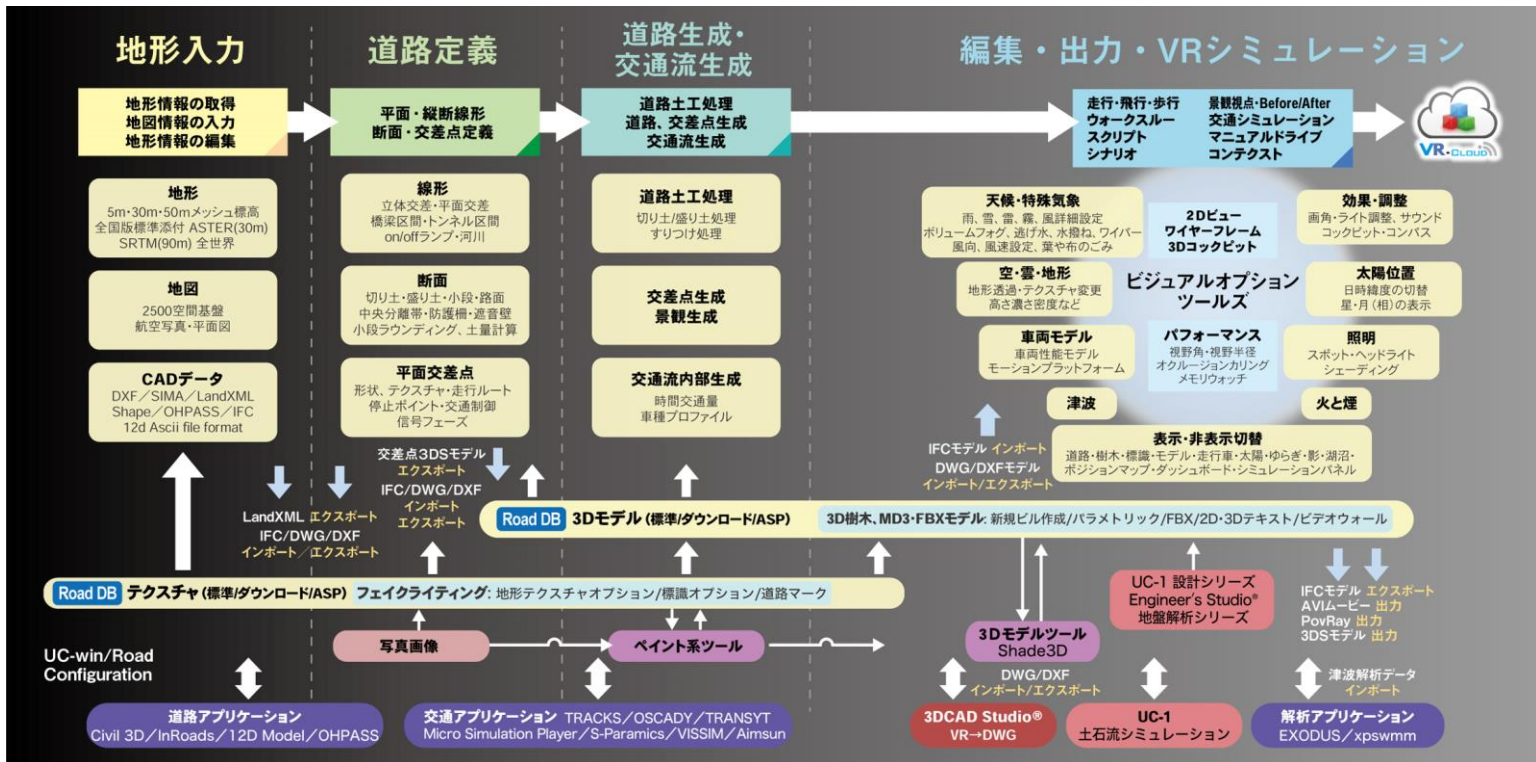 地形入力
道路定義
道路生成・
交通流生成
編集・出力・VRシミュレーション
地形情報の取得
地図情報の入力
地形情報の編集
平面・縦断線形
断面・交差点定義
道路土工処理
道路、交差点生成
交通流生成
走行・飛行・歩行
ウォークスルー
スクリプト
シナリオ
景観視点・Before/After
交通シミュレーション
マニュアルドライブ
コンテクスト
VR-CLOUD
地形
5m・30m・50mメッシュ標高
全国版標準添付 ASTER(30m)
SRTM(90m) 全世界
地図
2500空間基盤
航空写真・平面図
CADデータ
DXF／SIMA／LandXML
Shape／OHPASS／IFC
12d Ascii file format
線形
立体交差・平面交差
橋梁区間・トンネル区間
on/offランプ・河川
断面
切り土・盛り土・小段・路面
中央分離帯・防護柵・遮音壁
小段ラウンディング、土量計算
平面交差点
形状、テクスチャ・走行ルート
停止ポイント・交通制御
信号フェーズ
道路土工処理
切り土/盛り土処理
すりつけ処理
交差点生成
景観生成
交通流内部生成
時間交通量
車種プロファイル
天候・特殊気象
雨、雪、雷、霧、風詳細設定
ボリュームフォグ、逃げ水、水撥ね、ワイパー
風向、風速設定、葉や布のごみ
空・雲・地形
地形透過・テクスチャ変更
高さ濃さ密度など
車両モデル
車両性能モデル
モーションプラットフォーム
津波
2Dビュー
ワイヤーフレーム
3Dコックピット
ビジュアルオプション
ツールズ
パフォーマンス
視野角・視野半径
オクルージョンカリング
メモリウォッチ
効果・調整
画角・ライト調整、サウンド
コックピット・コンパス
太陽位置
日時緯度の切替
星・月（相）の表示
照明
スポット・ヘッドライト
シェーディング
火と煙
表示・非表示切替
道路・樹木・標識・モデル・走行車・太陽・ゆらぎ・影・湖沼・
ポジションマップ・ダッシュボード・シミュレーションパネル
LandXML エクスポート
IFC/DWG/DXF
インポート／エクスポート
交差点3DSモデル
エクスポート
IFC/DWG/DXF
インポート
エクスポート
IFCモデル インポート
DWG/DXFモデル
インポート/エクスポート
Road DB 3Dモデル (標準/ダウンロード/ASP) 3D樹木、MD3・FBXモデル: 新規ビル作成/パラメトリック/FBX/2D・3Dテキスト/ビデオウォール
Road DB テクスチャ (標準/ダウンロード/ASP) フェイクライティング: 地形テクスチャオプション/標識オプション/道路マーク
写真画像
ペイント系ツール
3Dモデルツール
Shade3D
UC-1 設計シリーズ
Engineer's Studio®
地盤解析シリーズ
IFCモデル エクスポート
AVIムービー 出力
PovRay 出力
3DSモデル 出力
UC-win/Road
Configuration
DWG/DXF
インポート/エクスポート
津波解析データ
インポート
道路アプリケーション
Civil 3D／InRoads／12D Model／OHPASS
交通アプリケーション TRACKS／OSCADY／TRANSYT
Micro Simulation Player／S-Paramics／VISSIM／Aimsun
3DCAD Studio®
VR→DWG
UC-1
土石流シミュレーション
解析アプリケーション
EXODUS／xpswmm